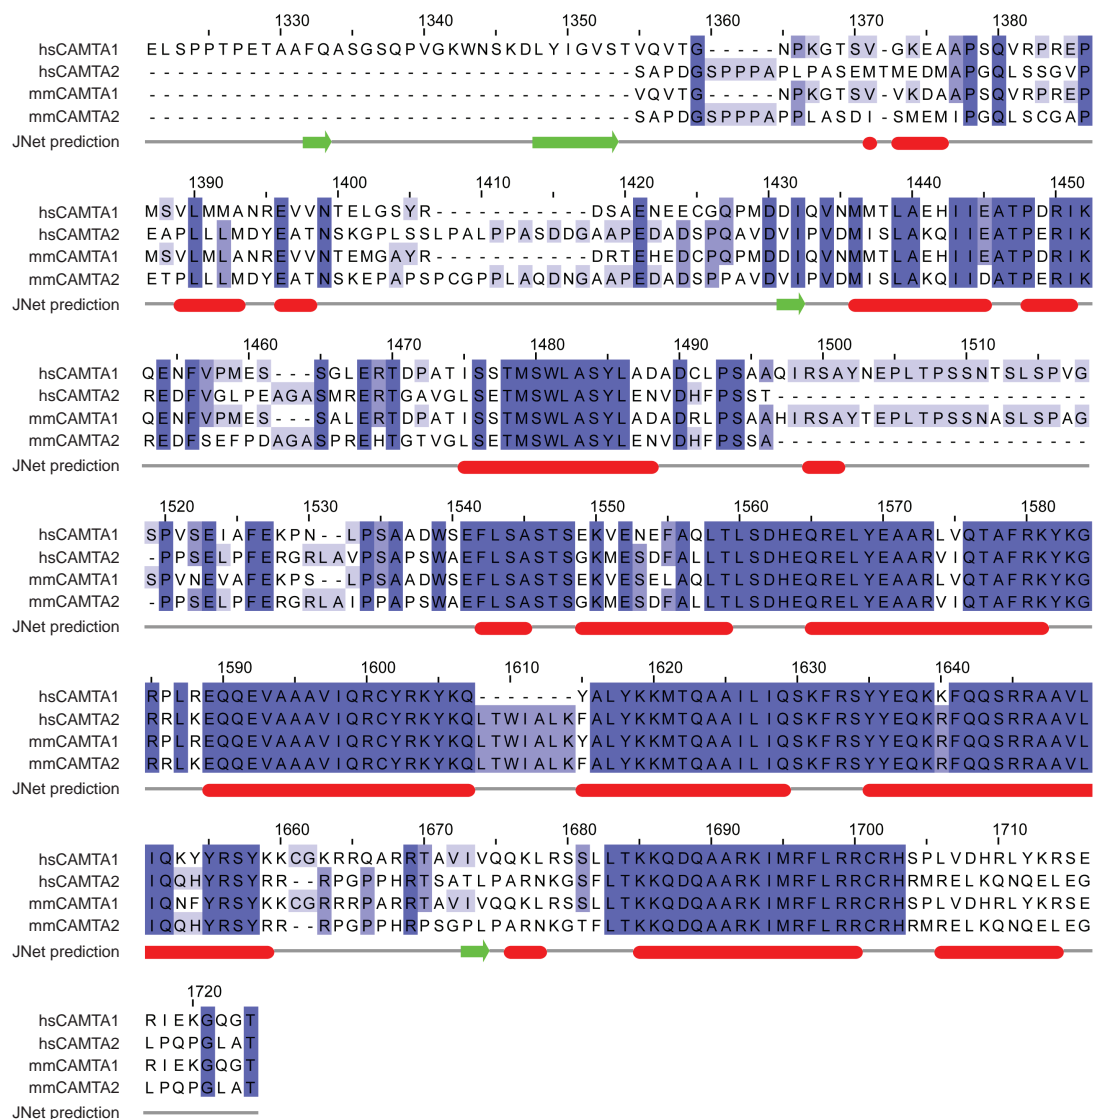 1330 1340 1350 1360 1370 1380
hsCAMTA1 ELSPPTPETAAFQASGSQPVGKWNSKDLYIGVSTVQVTG-----NPKGTSV-GKEAAPSQVRPREP
hsCAMTA2 ----------------------------------SAPDGSPPPAPLPASEMTMEDMAPGQLSSGVP
mmCAMTA1 ----------------------------------VQVTG-----NPKGTSV-VKDAAPSQVRPREP
mmCAMTA2 ----------------------------------SAPDGSPPPAPPLASDI-SMEMIPGQLSCGAP
JNet prediction
1390 1400 1410 1420 1430 1440 1450
hsCAMTA1 MSVLMMANREVVNTELGSYR-----------DSAENEECGQPMDDIQVNMMTLAEHIIEATPDRIK
hsCAMTA2 EAPLLLMDYEATNSKGPLSSLPALPPASDDGAAPEDADSPQAVDVIPVDMISLAKQIIEATPERIK
mmCAMTA1 MSVLMLANREVVNTEMGAYR-----------DRTEHEDCPQPMDDIQVNMMTLAEHIIEATPDRIK
mmCAMTA2 ETPLLLMDYEATNSKEPAPSPCGPPLAQDNGAAPEDADSPPAVDVIPVDMISLAKQIIDATPERIK
JNet prediction
1460 1470 1480 1490 1500 1510
hsCAMTA1 QENFVPMES---SGLERTDPATISSTMSWLASYLADADCLPSAAQIRSAYNEPLTPSSNTSLSPVG
hsCAMTA2 REDFVGLPEAGASMRERTGAVGLSETMSWLASYLENVDHFPSST----------------------
mmCAMTA1 QENFVPMES---SALERTDPATISSTMSWLASYLADADRLPSAAHIRSAYTEPLTPSSNASLSPAG
mmCAMTA2 REDFSEFPDAGASPREHTGTVGLSETMSWLASYLENVDHFPSSA----------------------
JNet prediction
1520 1530 1540 1550 1560 1570 1580
hsCAMTA1 SPVSEIAFEKPN--LPSAADWSEFLSASTSEKVENEFAQLTLSDHEQRELYEAARLVQTAFRKYKG
hsCAMTA2 -PPSELPFERGRLAVPSAPSWAEFLSASTSGKMESDFALLTLSDHEQRELYEAARVIQTAFRKYKG
mmCAMTA1 SPVNEVAFEKPS--LPSAADWSEFLSASTSEKVESELAQLTLSDHEQRELYEAARLVQTAFRKYKG
mmCAMTA2 -PPSELPFERGRLAIPPAPSWAEFLSASTSGKMESDFALLTLSDHEQRELYEAARVIQTAFRKYKG
JNet prediction
1590 1600 1610 1620 1630 1640
hsCAMTA1 RPLREQQEVAAAVIQRCYRKYKQ-------YALYKKMTQAAILIQSKFRSYYEQKKFQQSRRAAVL
hsCAMTA2 RRLKEQQEVAAAVIQRCYRKYKQLTWIALKFALYKKMTQAAILIQSKFRSYYEQKRFQQSRRAAVL
mmCAMTA1 RPLREQQEVAAAVIQRCYRKYKQLTWIALKYALYKKMTQAAILIQSKFRSYYEQKRFQQSRRAAVL
mmCAMTA2 RRLKEQQEVAAAVIQRCYRKYKQLTWIALKFALYKKMTQAAILIQSKFRSYYEQKRFQQSRRAAVL
JNet prediction
1660 1670 1680 1690 1700 1710
hsCAMTA1 IQKYYRSYKKCGKRRQARRTAVIVQQKLRSSLLTKKQDQAARKIMRFLRRCRHSPLVDHRLYKRSE
hsCAMTA2 IQQHYRSYRR--RPGPPHRTSATLPARNKGSFLTKKQDQAARKIMRFLRRCRHRMRELKQNQELEG
mmCAMTA1 IQNFYRSYKKCGRRRPARRTAVIVQQKLRSSLLTKKQDQAARKIMRFLRRCRHSPLVDHRLYKRSE
mmCAMTA2 IQQHYRSYRR--RPGPPHRPSGPLPARNKGTFLTKKQDQAARKIMRFLRRCRHRMRELKQNQELEG
JNet prediction
1720
hsCAMTA1 RIEKGQGT
hsCAMTA2 LPQPGLAT
mmCAMTA1 RIEKGQGT
mmCAMTA2 LPQPGLAT
JNet prediction